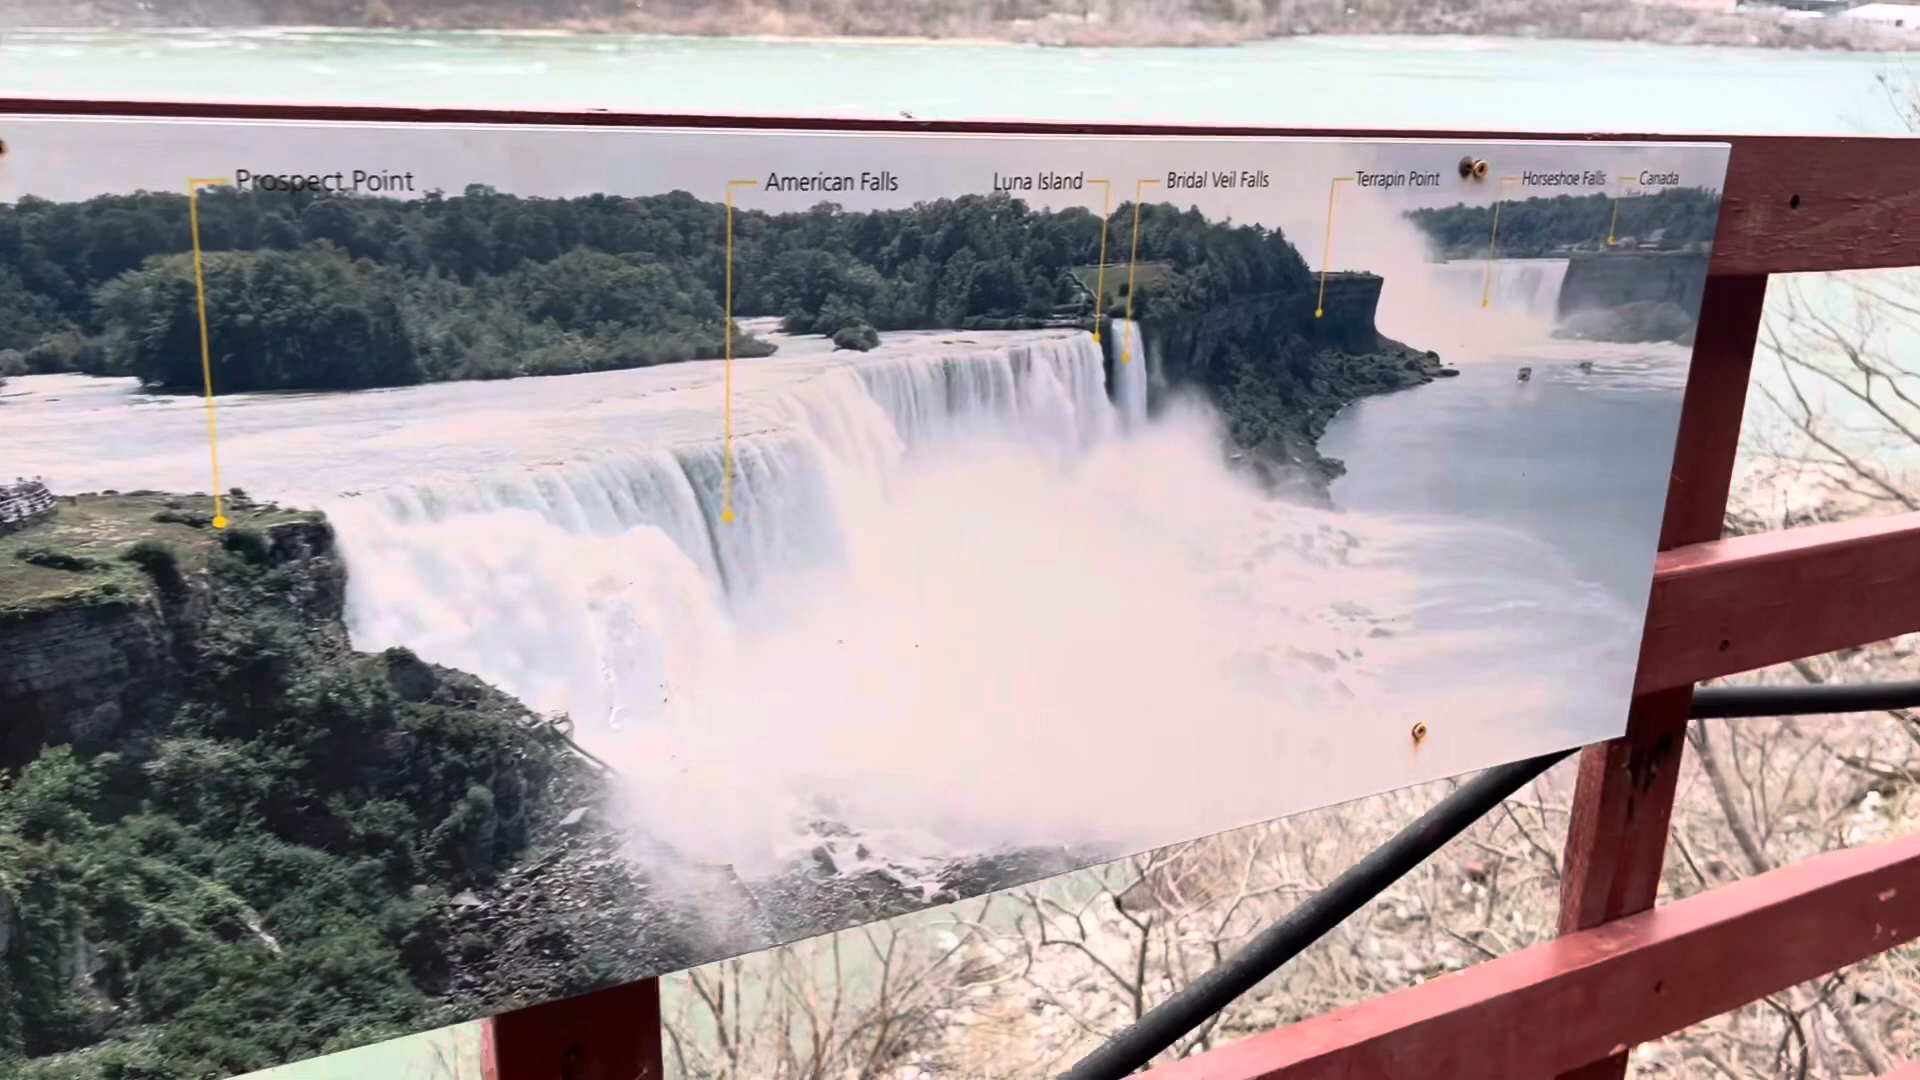 Prospect Point
American Falls
Luna Island
Bridal Veil Falls
Terrapin Point
Horseshoe Falls
Canada